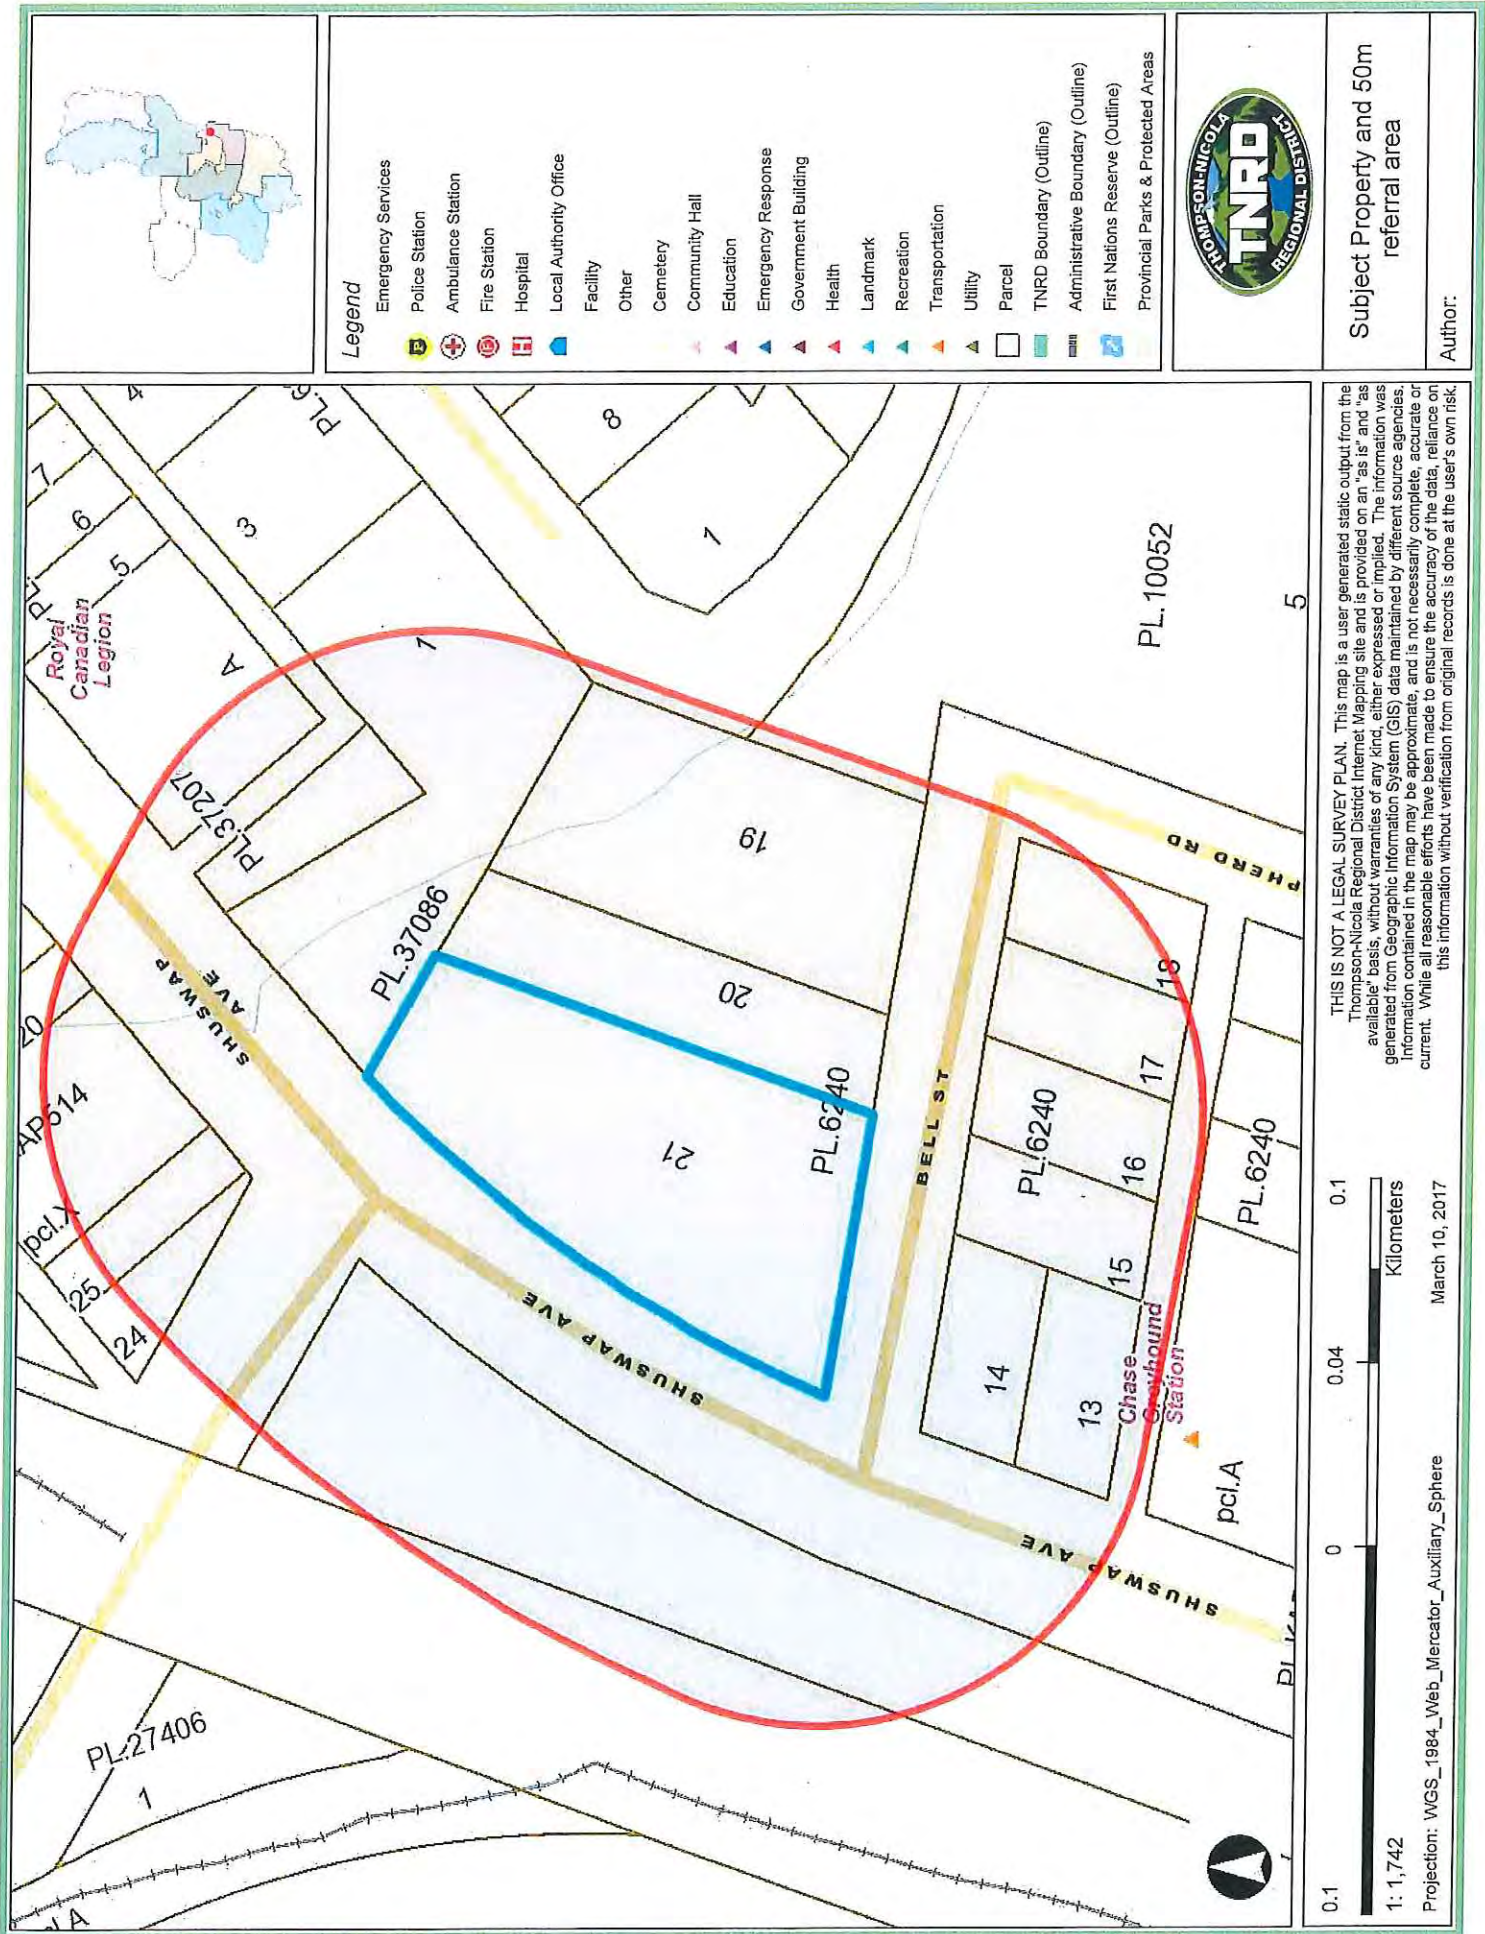 Legend
Emergency Services
Police Station
Ambulance Station
Fire Station
Hospital
Local Authority Office
Facility
Other
Cemetery
Community Hall
Education
Emergency Response
Government Building
Health
Landmark
Recreation
Transportation
Utility
Parcel
TNRD Boundary (Outline)
Administrative Boundary (Outline)
First Nations Reserve (Outline)
Provincial Parks & Protected Areas
THOMPSON-NICOLA
TNRD
REGIONAL DISTRICT
Subject Property and 50m
referral area
Author:
PL.27406
1
24
25
pcl.X
20
7
6
5
4
3
Royal
Canadian
Legion
A
PL.37207
1
8
1
SHUSWAP
AVE
PL.37086
19
20
21
PL.6240
SHUSWAP AVE
BELL ST
PL.10052
5
PHERD RD
14
13
15
16
17
18
PL.6240
PL.6240
Chase
Greyhound
Station
pcl.A
SHUSWAP AVE
THIS IS NOT A LEGAL SURVEY PLAN. This map is a user generated static output from the
Thompson-Nicola Regional District Internet Mapping site and is provided on an "as is" and "as
available" basis, without warranties of any kind, either expressed or implied. The information was
generated from Geographic Information System (GIS) data maintained by different source agencies.
Information contained in the map may be approximate, and is not necessarily complete, accurate or
current. While all reasonable efforts have been made to ensure the accuracy of the data, reliance on
this information without verification from original records is done at the user's own risk.
0.1
0
0.04
0.1
Kilometers
1: 1,742
Projection: WGS_1984_Web_Mercator_Auxiliary_Sphere
March 10, 2017